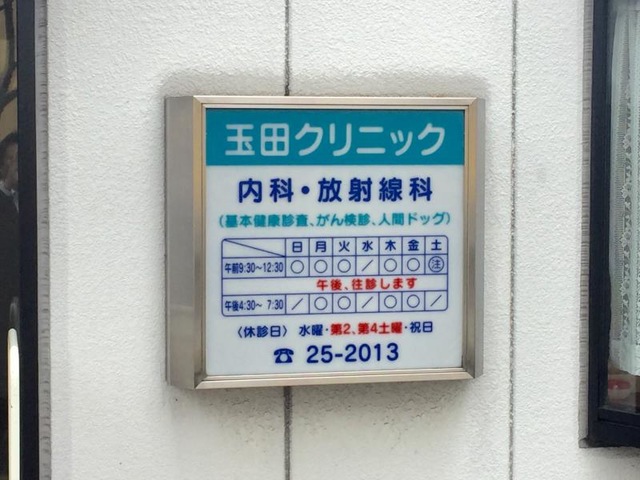 玉田クリニック
内科・放射線科
(基本健康診査、がん検診、人間ドッグ)
日 月 火 水 木 金 土
午前9:30〜12:30 ○ ○ ○ / ○ ○ 注
午後、往診します
午後4:30〜 7:30 / ○ ○ / ○ ○ /
〈休診日〉 水曜・第2、第4土曜・祝日
☎ 25-2013